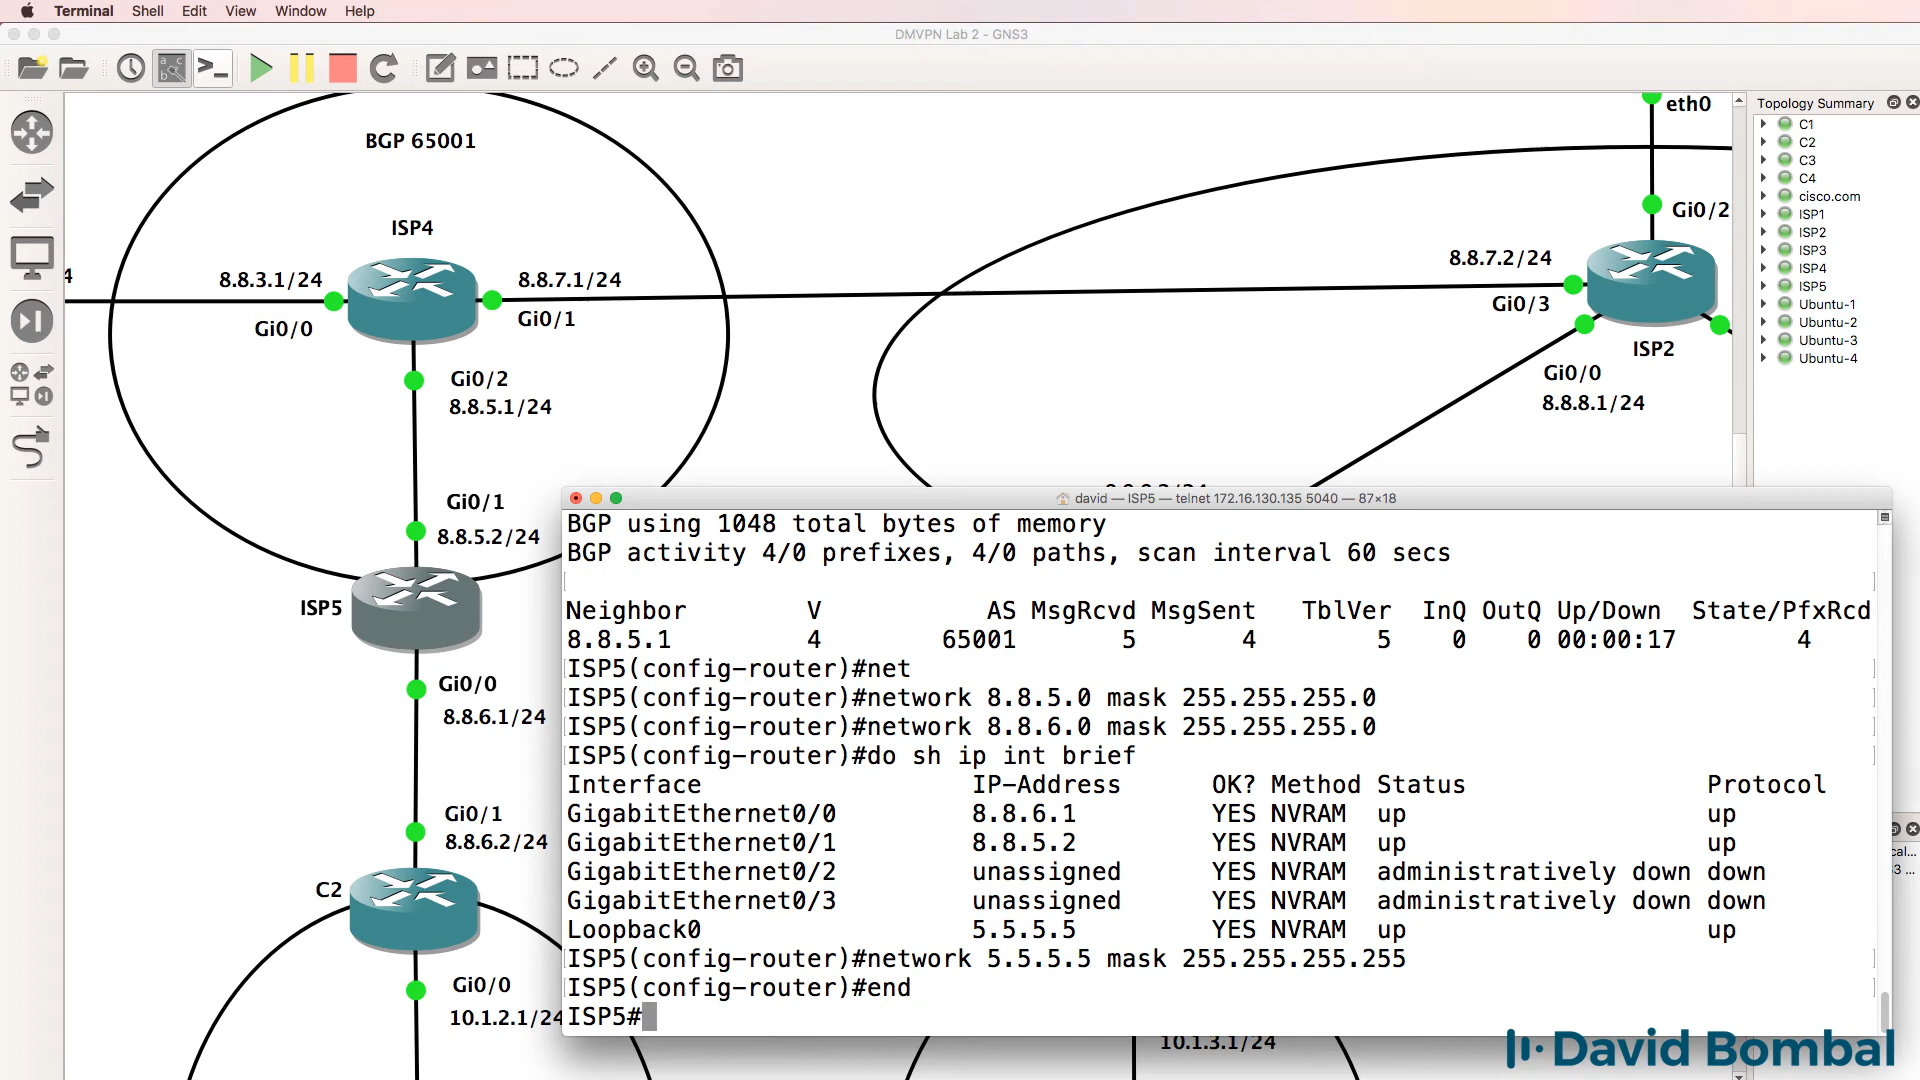 Terminal Shell Edit View Window Help
DMVPN Lab 2 - GNS3
BGP 65001
ISP4
8.8.3.1/24
8.8.7.1/24
4
Gi0/0
Gi0/1
Gi0/2
8.8.5.1/24
Gi0/1
8.8.5.2/24
ISP5
Gi0/0
8.8.6.1/24
Gi0/1
8.8.6.2/24
C2
Gi0/0
10.1.2.1/24
eth0
Gi0/2
8.8.7.2/24
Gi0/3
ISP2
Gi0/0
8.8.8.1/24
10.1.3.1/24
Topology Summary
C1
C2
C3
C4
cisco.com
ISP1
ISP2
ISP3
ISP4
ISP5
Ubuntu-1
Ubuntu-2
Ubuntu-3
Ubuntu-4
cal...
3 ...
david — ISP5 — telnet 172.16.130.135 5040 — 87×18
BGP using 1048 total bytes of memory
BGP activity 4/0 prefixes, 4/0 paths, scan interval 60 secs
Neighbor V AS MsgRcvd MsgSent TblVer InQ OutQ Up/Down State/PfxRcd
8.8.5.1 4 65001 5 4 5 0 0 00:00:17 4
ISP5(config-router)#net
ISP5(config-router)#network 8.8.5.0 mask 255.255.255.0
ISP5(config-router)#network 8.8.6.0 mask 255.255.255.0
ISP5(config-router)#do sh ip int brief
Interface IP-Address OK? Method Status Protocol
GigabitEthernet0/0 8.8.6.1 YES NVRAM up up
GigabitEthernet0/1 8.8.5.2 YES NVRAM up up
GigabitEthernet0/2 unassigned YES NVRAM administratively down down
GigabitEthernet0/3 unassigned YES NVRAM administratively down down
Loopback0 5.5.5.5 YES NVRAM up up
ISP5(config-router)#network 5.5.5.5 mask 255.255.255.255
ISP5(config-router)#end
ISP5#
David Bombal